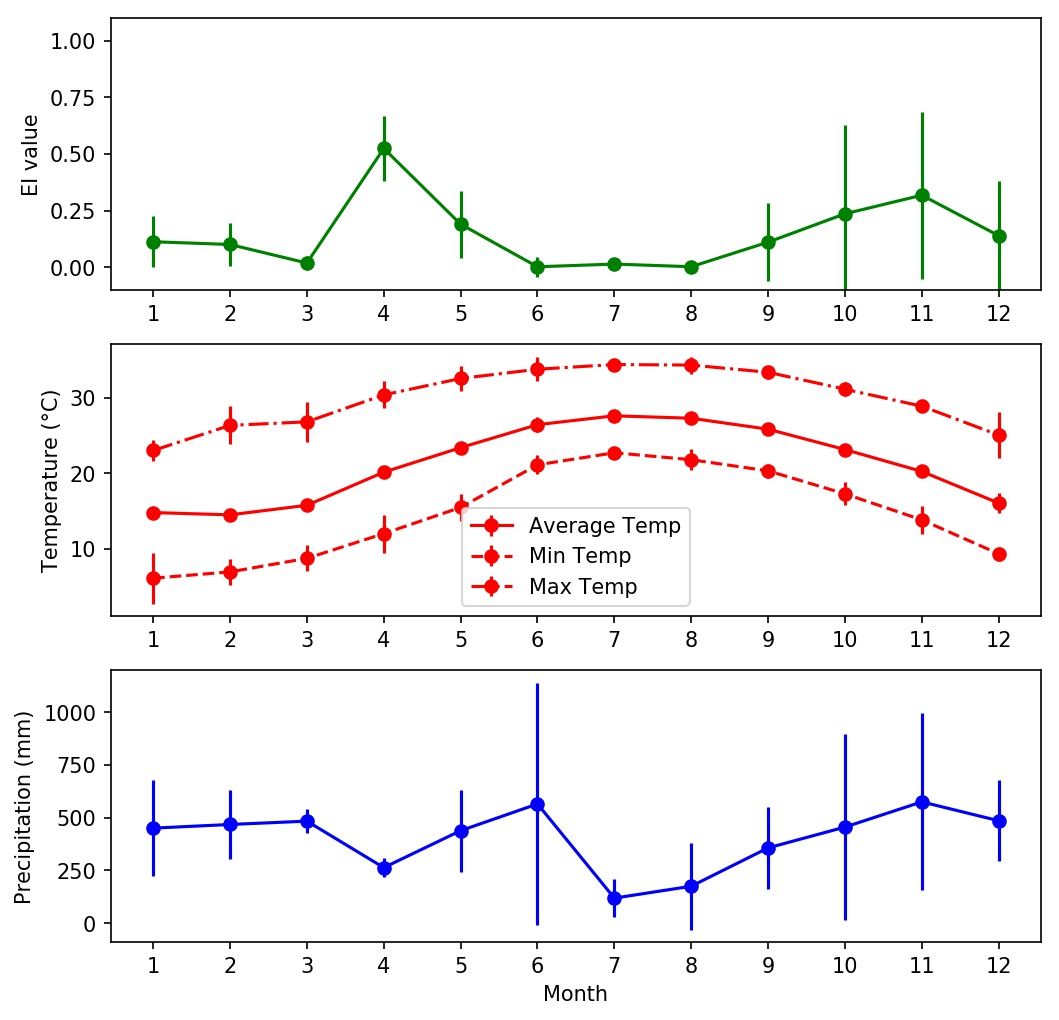 EI value
1.00
0.75
0.50
0.25
0.00
1 2 3 4 5 6 7 8 9 10 11 12
Temperature (°C)
30
20
10
Average Temp
Min Temp
Max Temp
1 2 3 4 5 6 7 8 9 10 11 12
Precipitation (mm)
1000
750
500
250
0
1 2 3 4 5 6 7 8 9 10 11 12
Month